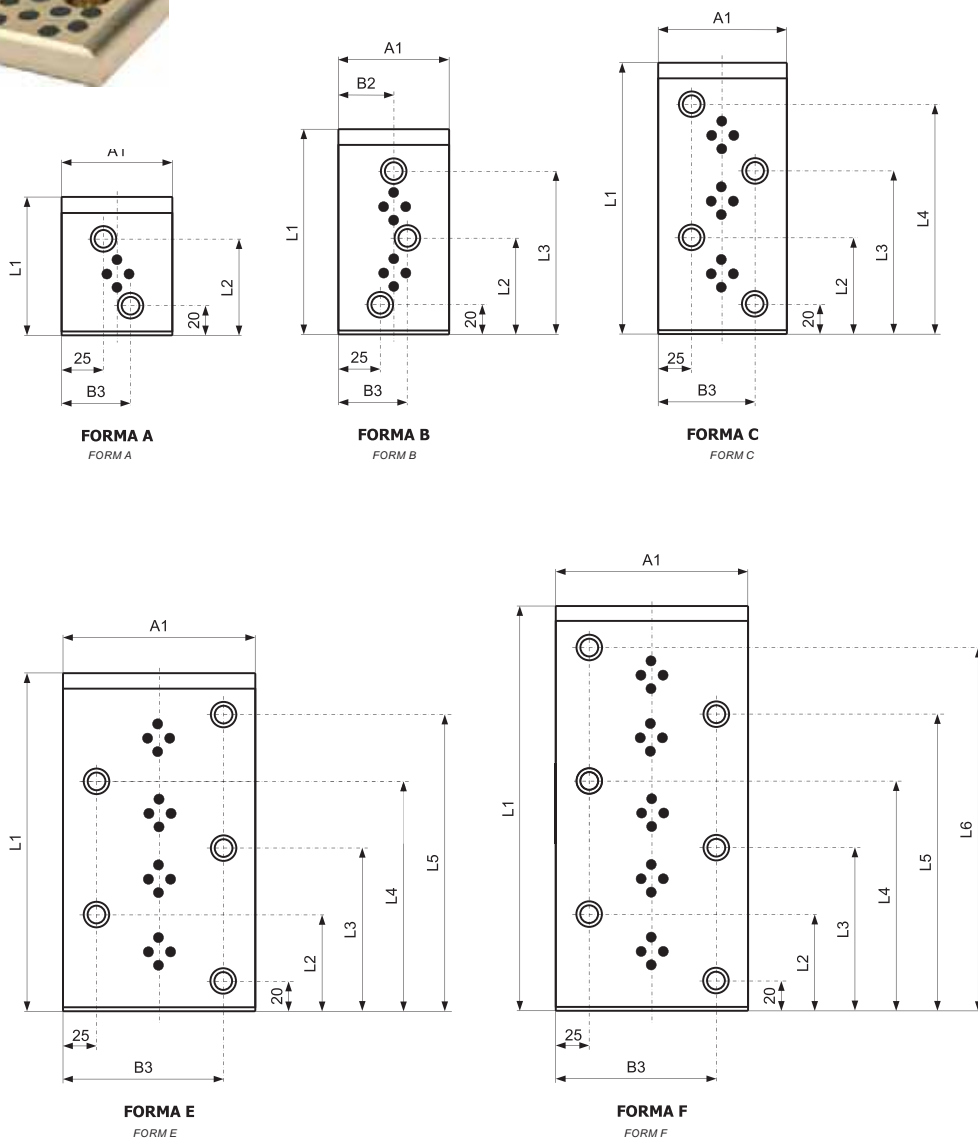 A1
B2
L1
L3
L2
20
25
B3
FORMA B
FORM B
A1
L1
L4
L3
L2
20
25
B3
FORMA C
FORM C
A1
L1
L2
20
25
B3
FORMA A
FORM A
A1
L1
L5
L4
L3
L2
20
25
B3
FORMA E
FORM E
A1
L1
L6
L5
L4
L3
L2
20
25
B3
FORMA F
FORM F